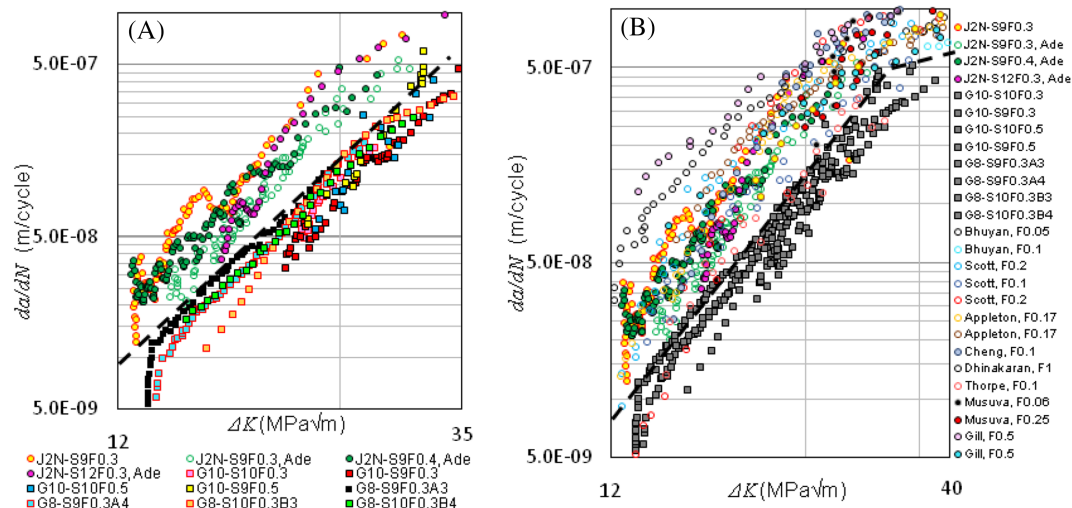 (A)
5.0E-07
5.0E-08
5.0E-09
da/dN (m/cycle)
ΔK(MPa√m)
12
35
J2N-S9F0.3
J2N-S9F0.3, Ade
J2N-S9F0.4, Ade
J2N-S12F0.3, Ade
G10-S10F0.3
G10-S9F0.3
G10-S10F0.5
G10-S9F0.5
G8-S9F0.3A3
G8-S9F0.3A4
G8-S10F0.3B3
G8-S10F0.3B4
(B)
5.0E-07
5.0E-08
5.0E-09
da/dN (m/cycle)
ΔK(MPa√m)
12
40
J2N-S9F0.3
J2N-S9F0.3, Ade
J2N-S9F0.4, Ade
J2N-S12F0.3, Ade
G10-S10F0.3
G10-S9F0.3
G10-S10F0.5
G10-S9F0.5
G8-S9F0.3A3
G8-S9F0.3A4
G8-S10F0.3B3
G8-S10F0.3B4
Bhuyan, F0.05
Bhuyan, F0.1
Scott, F0.2
Scott, F0.1
Scott, F0.2
Appleton, F0.17
Appleton, F0.17
Cheng, F0.1
Dhinakaran, F1
Thorpe, F0.1
Musuva, F0.06
Musuva, F0.25
Gill, F0.5
Gill, F0.5